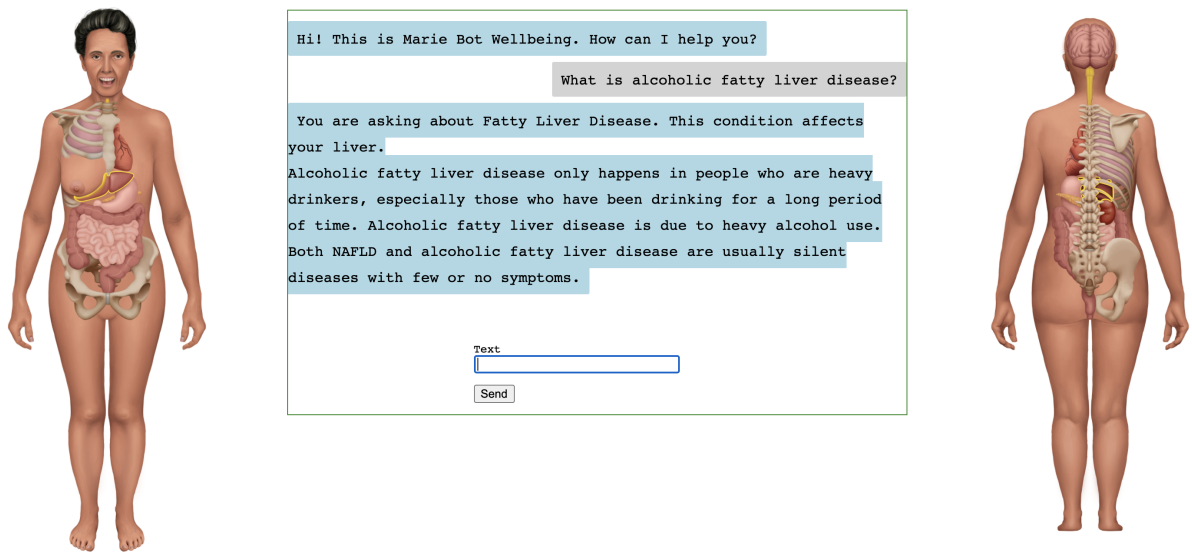 Hi! This is Marie Bot Wellbeing. How can I help you?
What is alcoholic fatty liver disease?
You are asking about Fatty Liver Disease. This condition affects
your liver.
Alcoholic fatty liver disease only happens in people who are heavy
drinkers, especially those who have been drinking for a long period
of time. Alcoholic fatty liver disease is due to heavy alcohol use.
Both NAFLD and alcoholic fatty liver disease are usually silent
diseases with few or no symptoms.
Text
Send